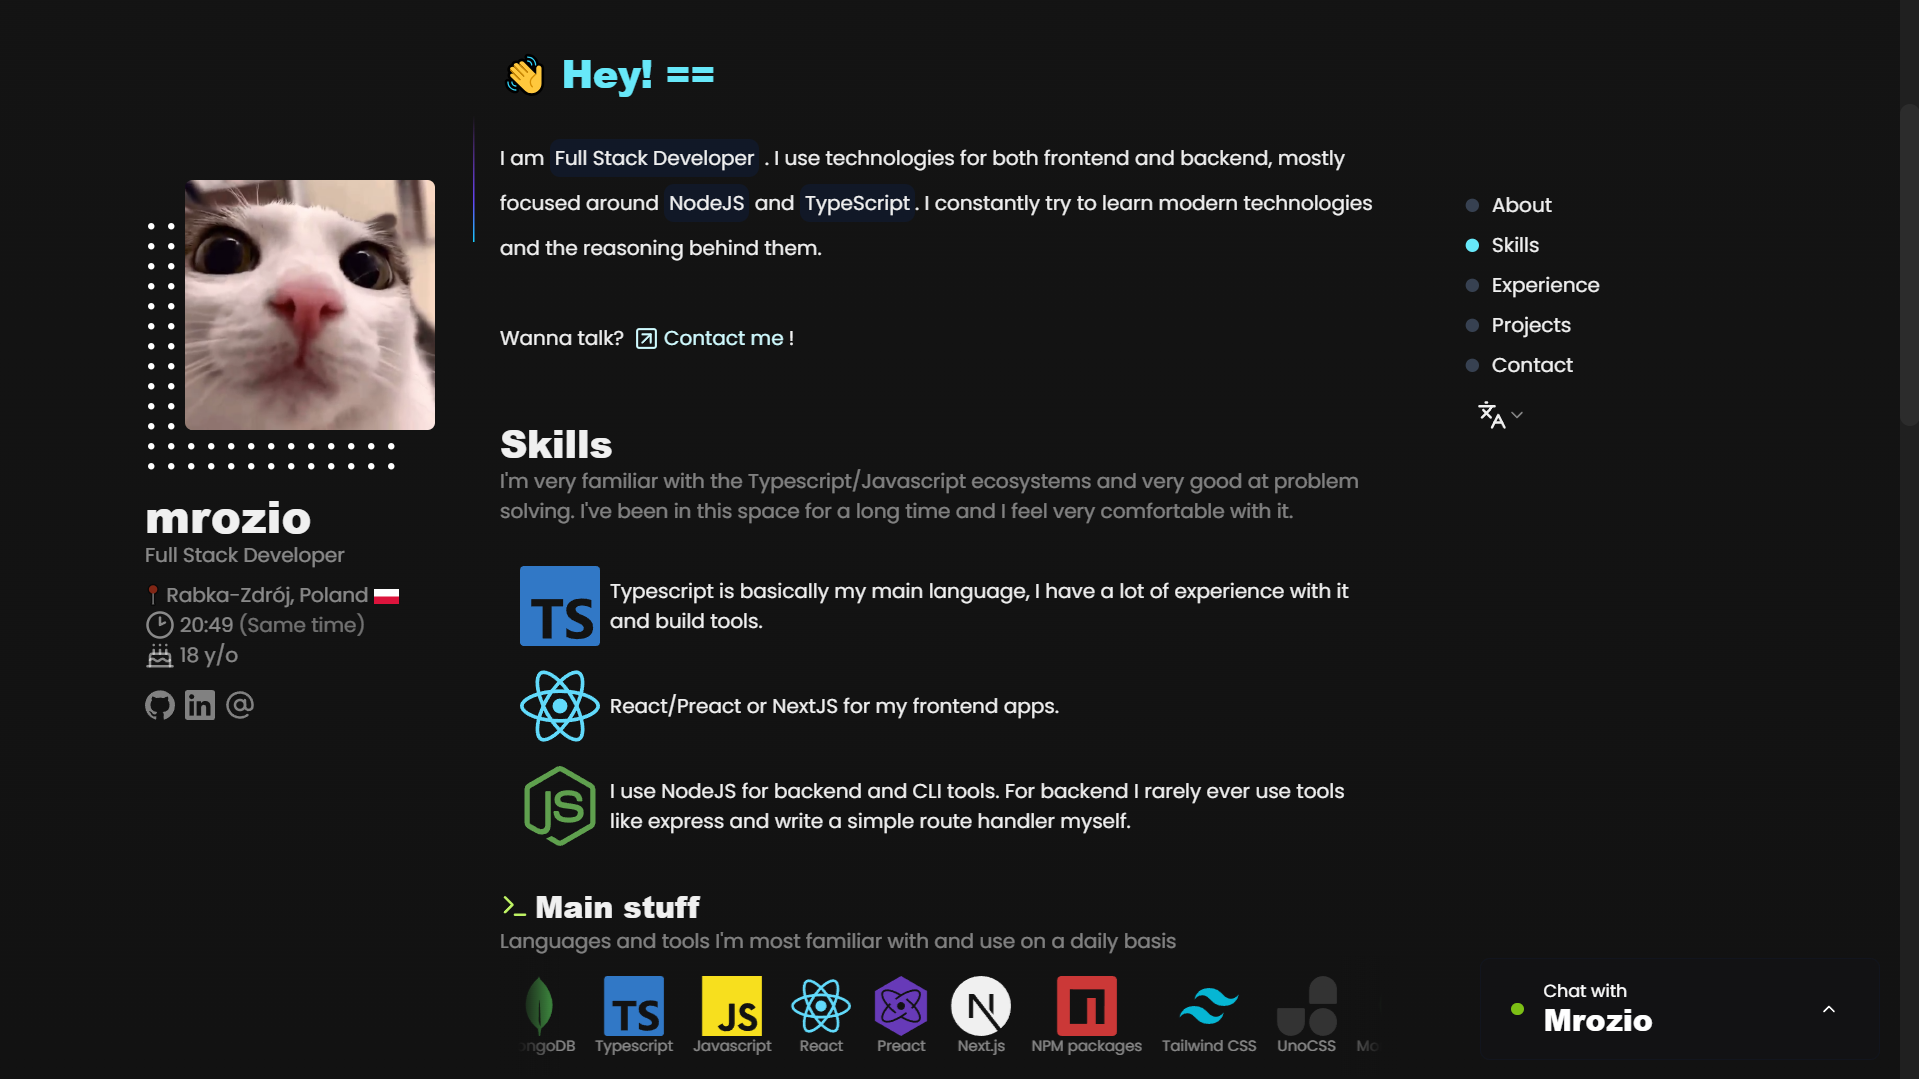 Hey! ==
I am Full Stack Developer . I use technologies for both frontend and backend, mostly
focused around NodeJS and TypeScript . I constantly try to learn modern technologies
and the reasoning behind them.
Wanna talk? Contact me !
mrozio
Full Stack Developer
Rabka-Zdrój, Poland
20:49 (Same time)
18 y/o
in
Skills
I'm very familiar with the Typescript/Javascript ecosystems and very good at problem
solving. I've been in this space for a long time and I feel very comfortable with it.
TS
Typescript is basically my main language, I have a lot of experience with it
and build tools.
React/Preact or NextJS for my frontend apps.
JS
I use NodeJS for backend and CLI tools. For backend I rarely ever use tools
like express and write a simple route handler myself.
>_ Main stuff
Languages and tools I'm most familiar with and use on a daily basis
TS JS N
ongoDB Typescript Javascript React Preact Next.js NPM packages Tailwind CSS UnoCSS Mo
About
Skills
Experience
Projects
Contact
Chat with
Mrozio